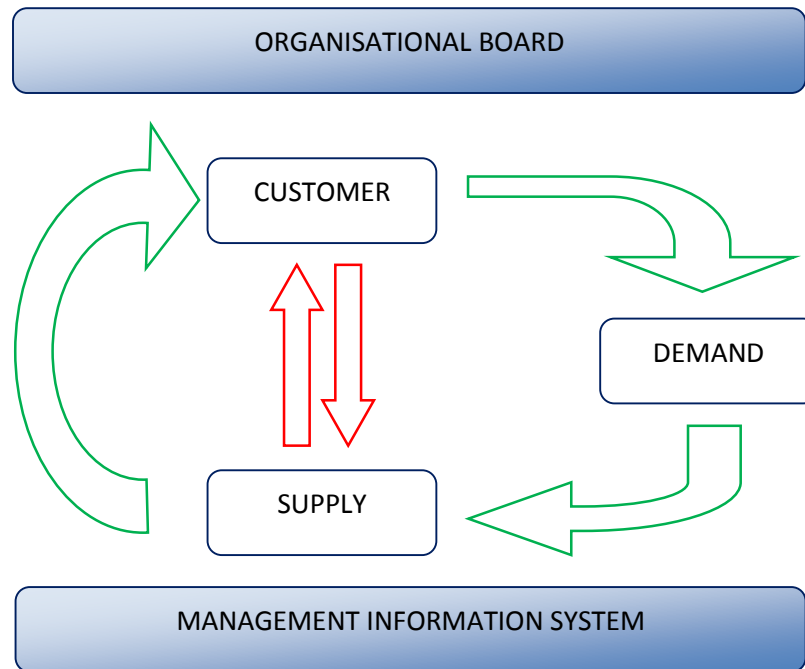 ORGANISATIONAL BOARD
CUSTOMER
DEMAND
SUPPLY
MANAGEMENT INFORMATION SYSTEM